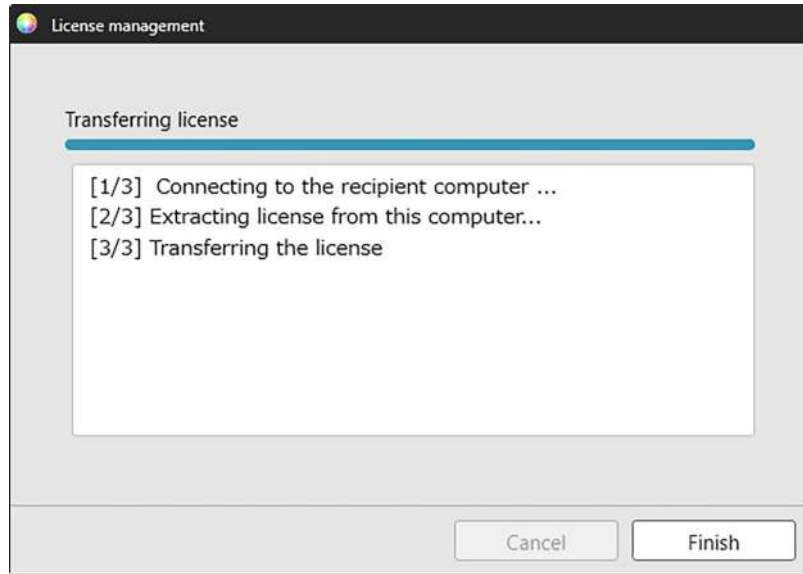 License management
Transferring license
[1/3] Connecting to the recipient computer ...
[2/3] Extracting license from this computer...
[3/3] Transferring the license
Cancel
Finish